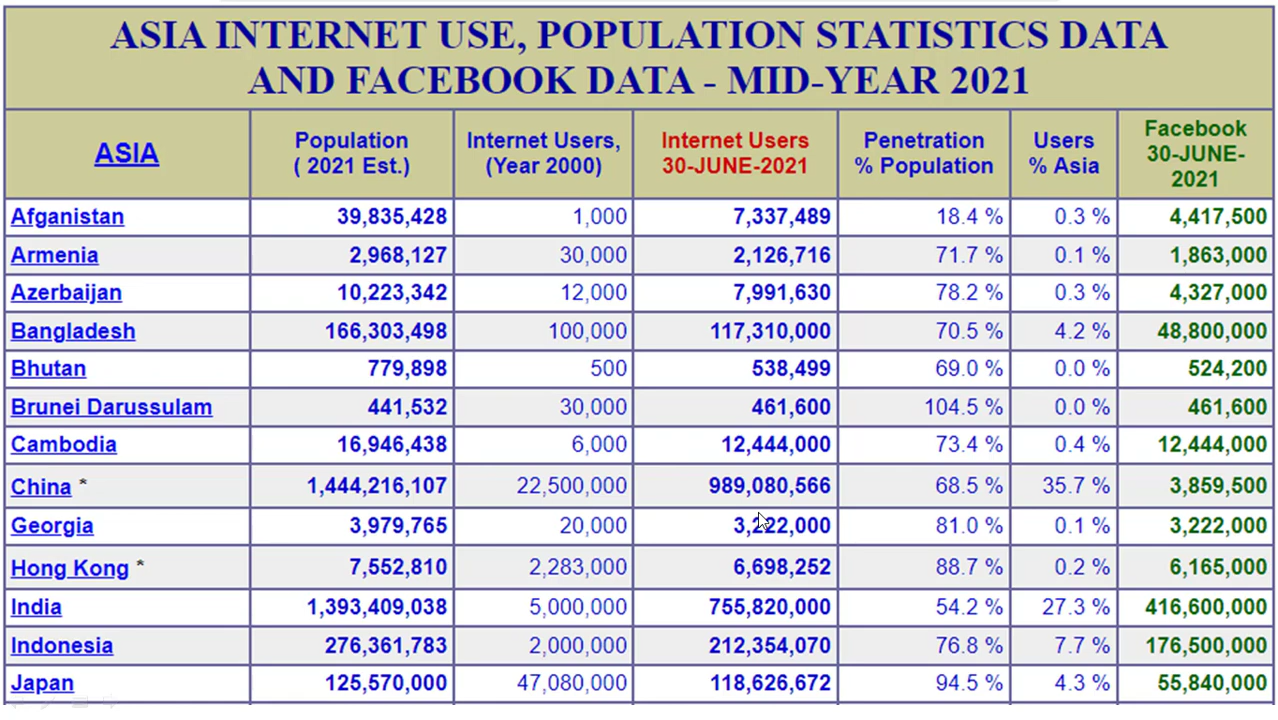 ASIA INTERNET USE, POPULATION STATISTICS DATA
AND FACEBOOK DATA - MID-YEAR 2021
ASIA Population ( 2021 Est.) Internet Users, (Year 2000) Internet Users 30-JUNE-2021 Penetration % Population Users % Asia Facebook 30-JUNE-2021
Afganistan 39,835,428 1,000 7,337,489 18.4 % 0.3 % 4,417,500
Armenia 2,968,127 30,000 2,126,716 71.7 % 0.1 % 1,863,000
Azerbaijan 10,223,342 12,000 7,991,630 78.2 % 0.3 % 4,327,000
Bangladesh 166,303,498 100,000 117,310,000 70.5 % 4.2 % 48,800,000
Bhutan 779,898 500 538,499 69.0 % 0.0 % 524,200
Brunei Darussulam 441,532 30,000 461,600 104.5 % 0.0 % 461,600
Cambodia 16,946,438 6,000 12,444,000 73.4 % 0.4 % 12,444,000
China * 1,444,216,107 22,500,000 989,080,566 68.5 % 35.7 % 3,859,500
Georgia 3,979,765 20,000 3,222,000 81.0 % 0.1 % 3,222,000
Hong Kong * 7,552,810 2,283,000 6,698,252 88.7 % 0.2 % 6,165,000
India 1,393,409,038 5,000,000 755,820,000 54.2 % 27.3 % 416,600,000
Indonesia 276,361,783 2,000,000 212,354,070 76.8 % 7.7 % 176,500,000
Japan 125,570,000 47,080,000 118,626,672 94.5 % 4.3 % 55,840,000